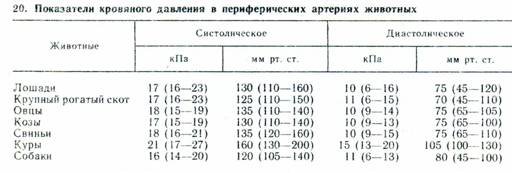 20. Показатели кровяного давления в периферических артериях животных
Животные Систолическое Диастолическое
кПа мм рт. ст. кПа мм рт. ст.
Лошади 17 (16—23) 130 (110—160) 10 (6—16) 75 (45—120)
Крупный рогатый скот 17 (16—23) 125 (110—150) 11 (6—15) 70 (45—110)
Овцы 18 (15—19) 135 (110—140) 10 (9—14) 75 (65—105)
Козы 17 (15—19) 130 (110—140) 10 (9—13) 75 (65—100)
Свиньи 18 (16—21) 135 (120—160) 10 (9—15) 75 (65—110)
Куры 21 (17—27) 160 (130—200) 15 (13—20) 105 (100—130)
Собаки 16 (14—20) 120 (105—140) 11 (6—13) 80 (45—100)